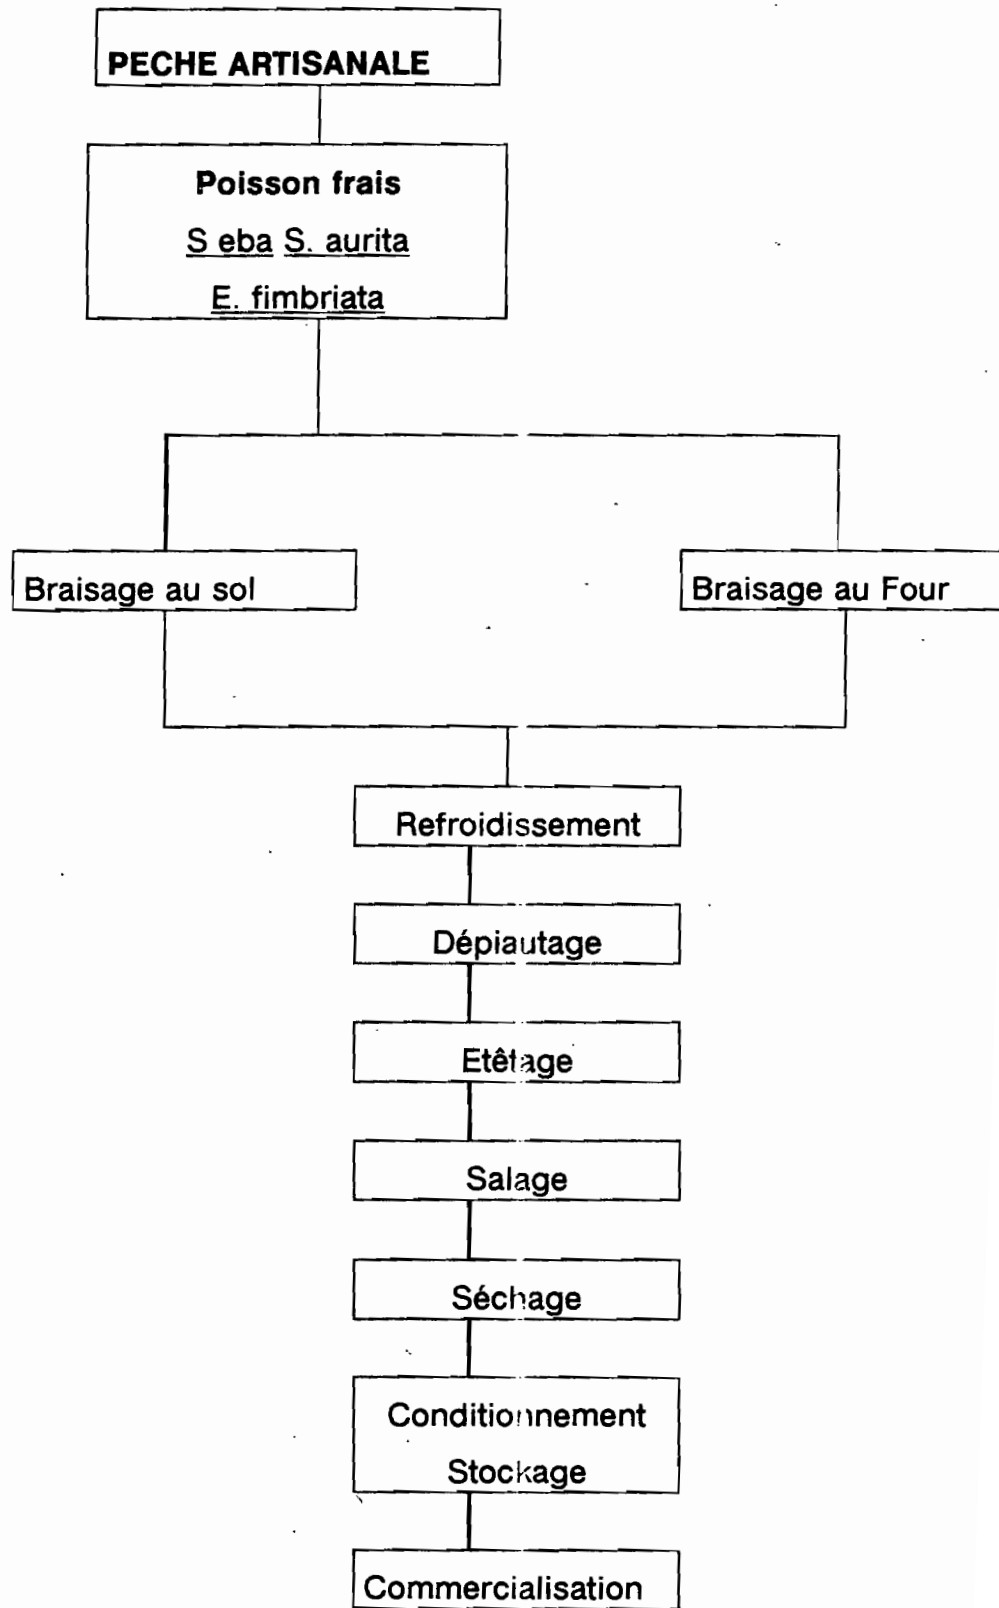 PECHE ARTISANALE
Poisson frais
S eba S. aurita
E. fimbriata
Braisage au sol
Braisage au Four
Refroidissement
Dépiautage
Etêtage
Salage
Séchage
Conditionnement
Stockage
Commercialisation